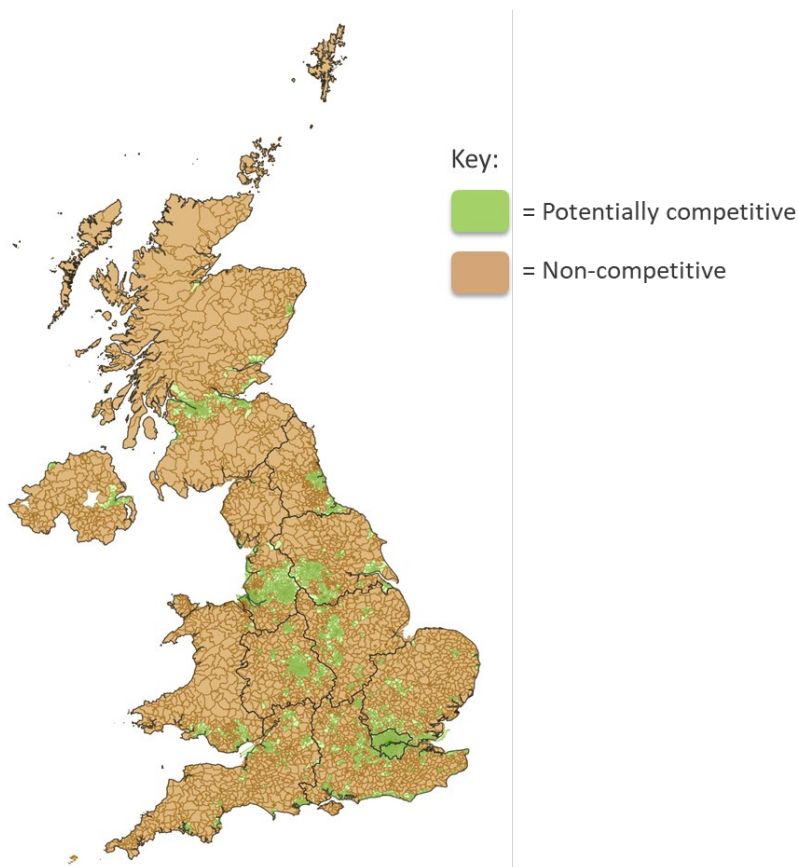 Key:
= Potentially competitive
= Non-competitive